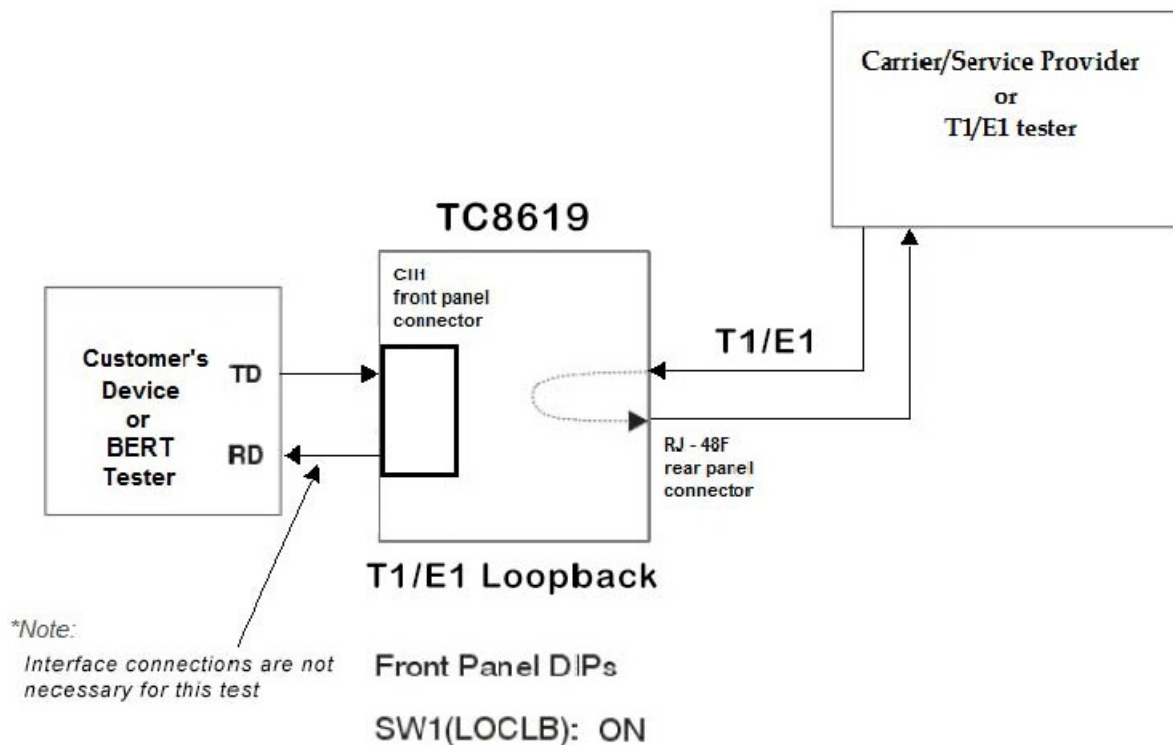 Carrier/Service Provider
or
T1/E1 tester
TC8619
CH1
front panel
connector
Customer's
Device
or
BERT
Tester
TD
RD
T1/E1
RJ - 48F
rear panel
connector
T1/E1 Loopback
*Note:
Interface connections are not
necessary for this test
Front Panel DIPs
SW1(LOCLB): ON